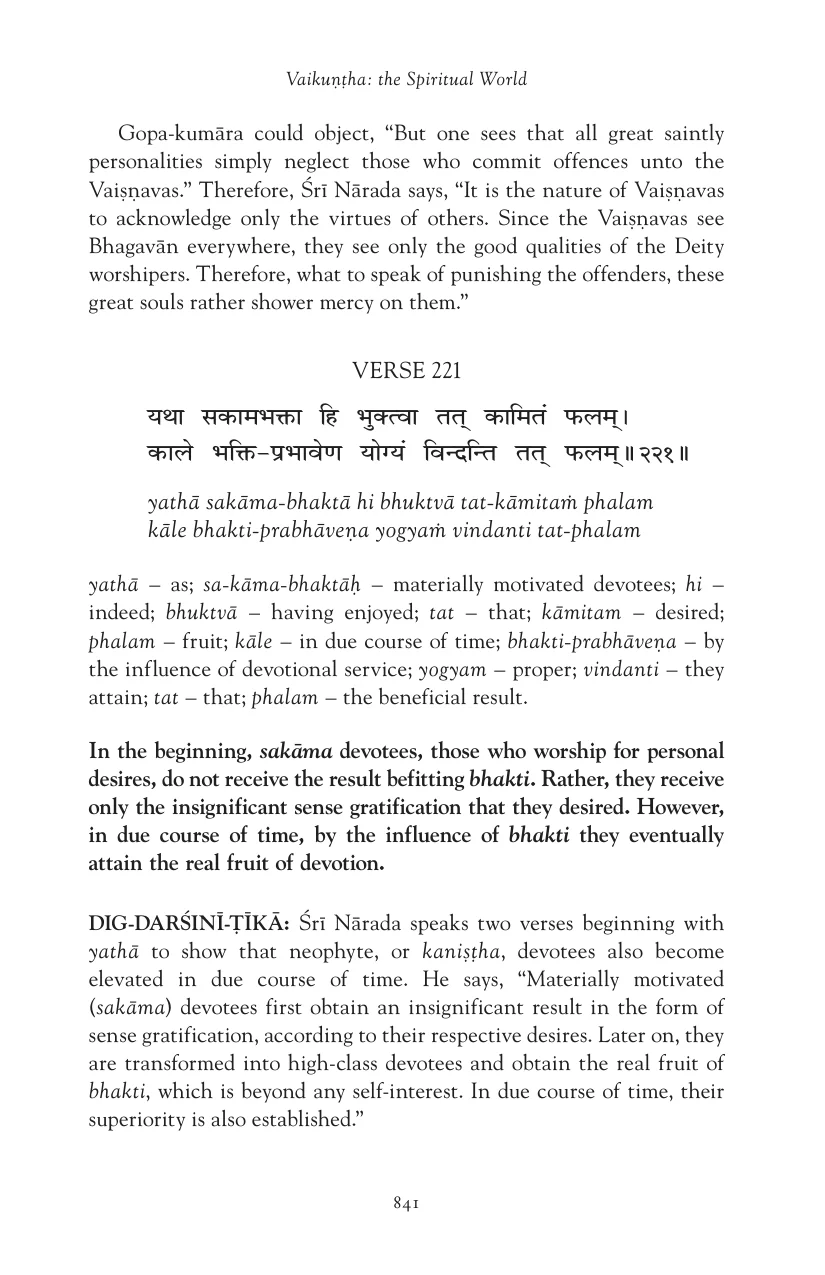 Vaikuṇṭha: the Spiritual World
Gopa-kumāra could object, “But one sees that all great saintly
personalities simply neglect those who commit offences unto the
Vaiṣṇavas.” Therefore, Śrī Nārada says, “It is the nature of Vaiṣṇavas
to acknowledge only the virtues of others. Since the Vaiṣṇavas see
Bhagavān everywhere, they see only the good qualities of the Deity
worshipers. Therefore, what to speak of punishing the offenders, these
great souls rather shower mercy on them.”
VERSE 221
यथा सकामभक्ता हि भुक्त्वा तत् कामितं फलम्।
काले भक्ति-प्रभावेण योग्यं विन्दन्ति तत् फलम्॥२२१॥
yathā sakāma-bhaktā hi bhuktvā tat-kāmitaṁ phalam
kāle bhakti-prabhāveṇa yogyaṁ vindanti tat-phalam
yathā – as; sa-kāma-bhaktāḥ – materially motivated devotees; hi –
indeed; bhuktvā – having enjoyed; tat – that; kāmitam – desired;
phalam – fruit; kāle – in due course of time; bhakti-prabhāveṇa – by
the influence of devotional service; yogyam – proper; vindanti – they
attain; tat – that; phalam – the beneficial result.
In the beginning, sakāma devotees, those who worship for personal
desires, do not receive the result befitting bhakti. Rather, they receive
only the insignificant sense gratification that they desired. However,
in due course of time, by the influence of bhakti they eventually
attain the real fruit of devotion.
DIG-DARŚINĪ-ṬĪKĀ: Śrī Nārada speaks two verses beginning with
yathā to show that neophyte, or kaniṣṭha, devotees also become
elevated in due course of time. He says, “Materially motivated
(sakāma) devotees first obtain an insignificant result in the form of
sense gratification, according to their respective desires. Later on, they
are transformed into high-class devotees and obtain the real fruit of
bhakti, which is beyond any self-interest. In due course of time, their
superiority is also established.”
841